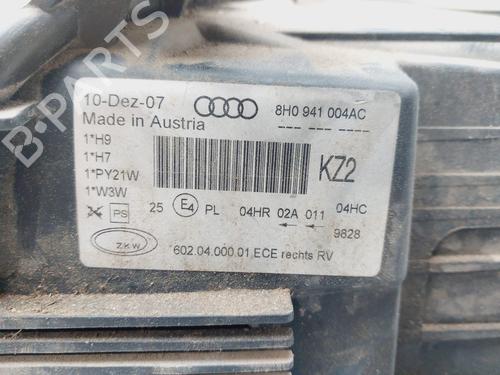 B-PARTS
10-Dez-07 8H0 941 004AC
Made in Austria
1*H9
1*H7
1*PY21W
1*W3W
KZ2
PS 25 E4 PL 04HR 02A 011 04HC
9828
ZKW
602.04.000.01 ECE rechts RV